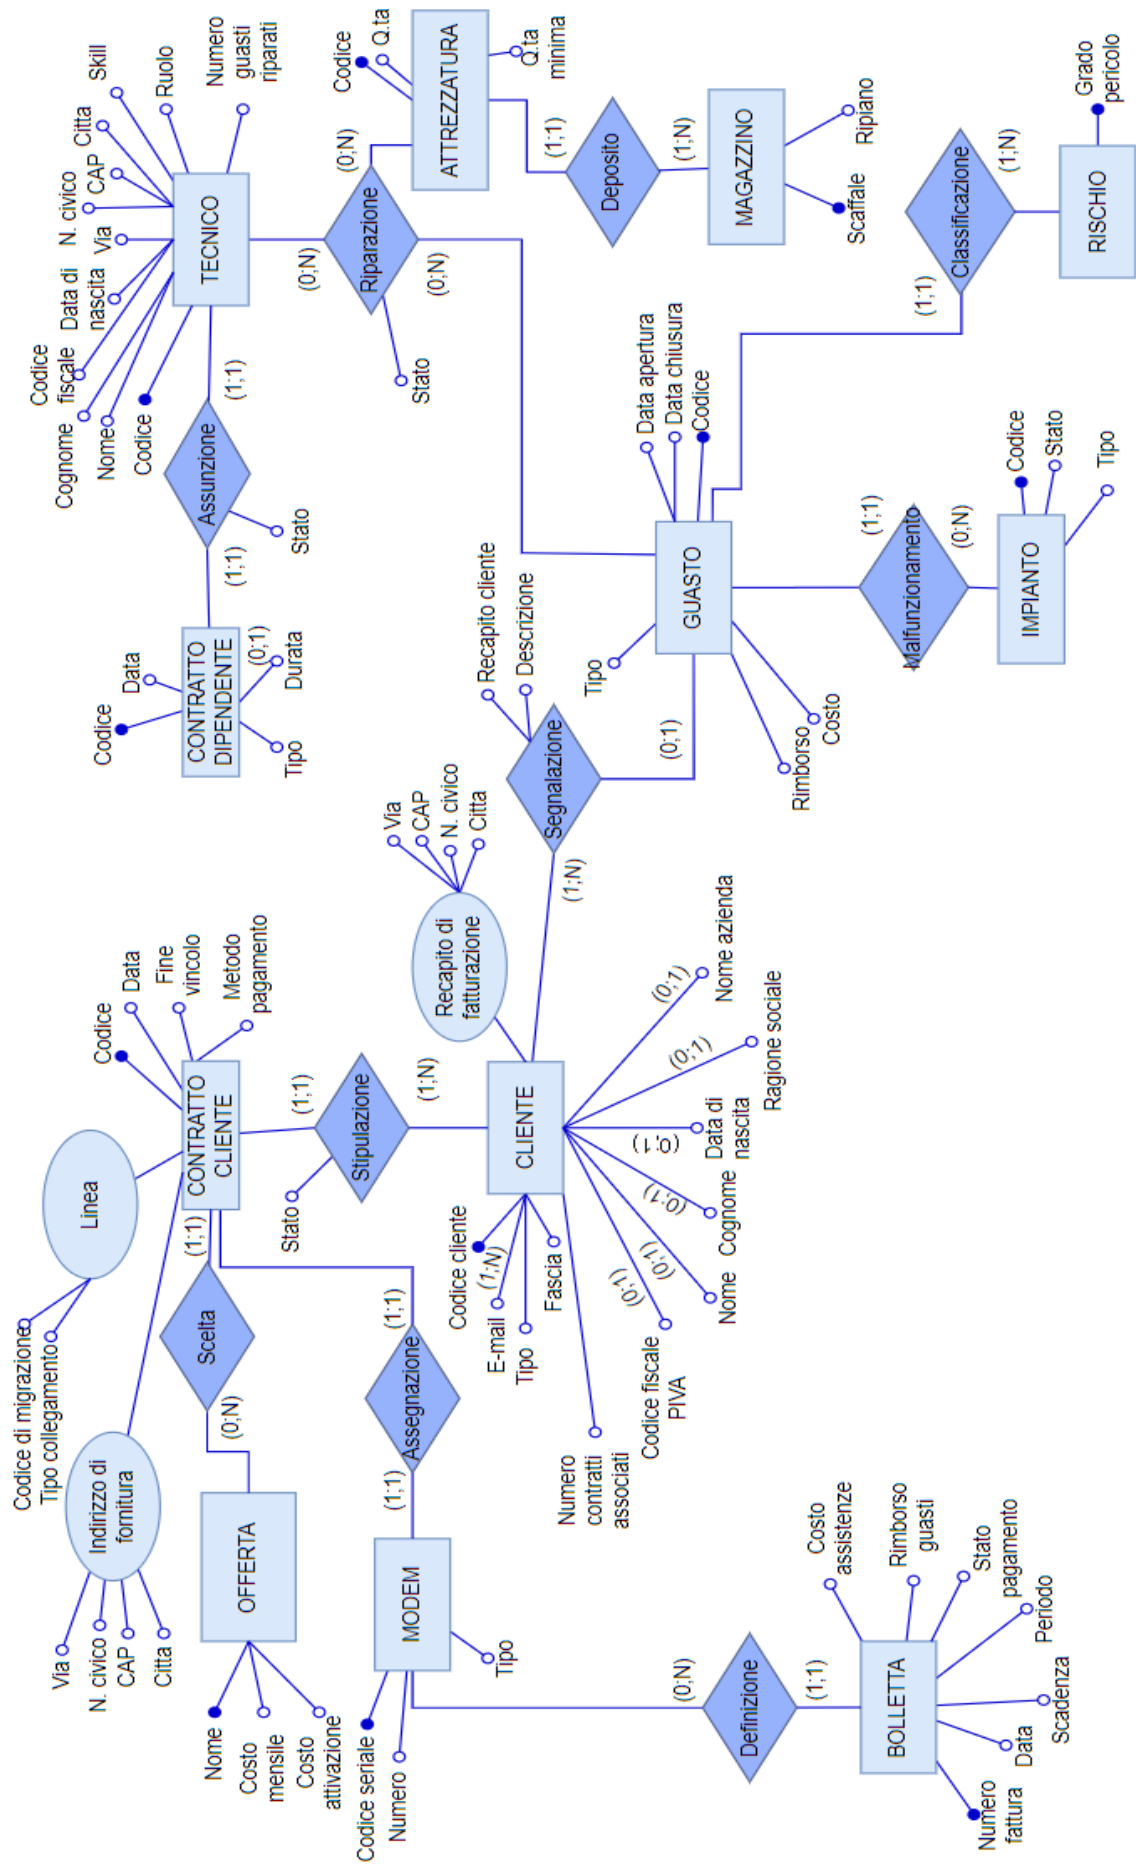 Via
N. civico
CAP
Citta
Indirizzo di
fornitura
Codice di migrazione
Tipo collegamento
Linea
Codice
Data
Fine
vincolo
Metodo
pagamento
CONTRATTO
CLIENTE
(1;1)
Scelta
(0;N)
OFFERTA
Nome
Costo
mensile
Costo
attivazione
(1;1)
Assegnazione
(1;1)
MODEM
Codice seriale
Numero
Tipo
(0;N)
Definizione
(1;1)
BOLLETTA
Costo
assistenze
Rimborso
guasti
Stato
pagamento
Periodo
Scadenza
Data
Numero
fattura
(1;1)
Stipulazione
Stato
(1;N)
CLIENTE
Codice cliente
(1;N)
E-mail
Tipo
Fascia
Numero
contratti
associati
(0;1)
Codice fiscale
PIVA
(0;1)
Nome
(0;1)
Cognome
(0;1)
Data di
nascita
(0;1)
Ragione sociale
(0;1)
Nome azienda
Recapito di
fatturazione
Via
CAP
N. civico
Citta
(1;N)
Segnalazione
Recapito cliente
Descrizione
(0;1)
GUASTO
Tipo
Data apertura
Data chiusura
Codice
Rimborso
Costo
(1;1)
Malfunzionamento
(0;N)
IMPIANTO
Codice
Stato
Tipo
(1;1)
Classificazione
(1;N)
RISCHIO
Grado
pericolo
CONTRATTO
DIPENDENTE
Codice
Data
(0;1)
Durata
Tipo
(1;1)
Assunzione
Stato
(1;1)
TECNICO
Codice
Nome
Cognome
Codice
fiscale
Data di
nascita
Via
N. civico
CAP
Citta
Skill
Ruolo
Numero
guasti
riparati
(0;N)
Riparazione
Stato
(0;N)
(0;N)
ATTREZZATURA
Codice
Q.ta
Q.ta
minima
(1;1)
Deposito
(1;N)
MAGAZZINO
Scaffale
Ripiano